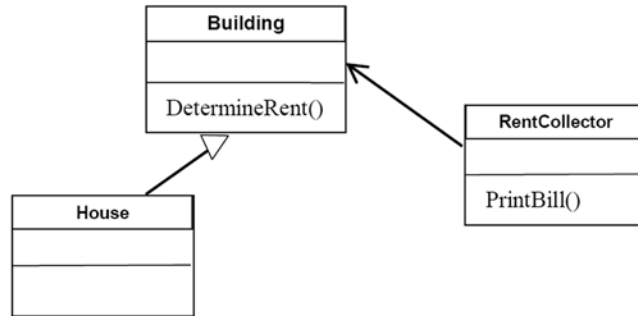 Building
DetermineRent()
RentCollector
PrintBill()
House